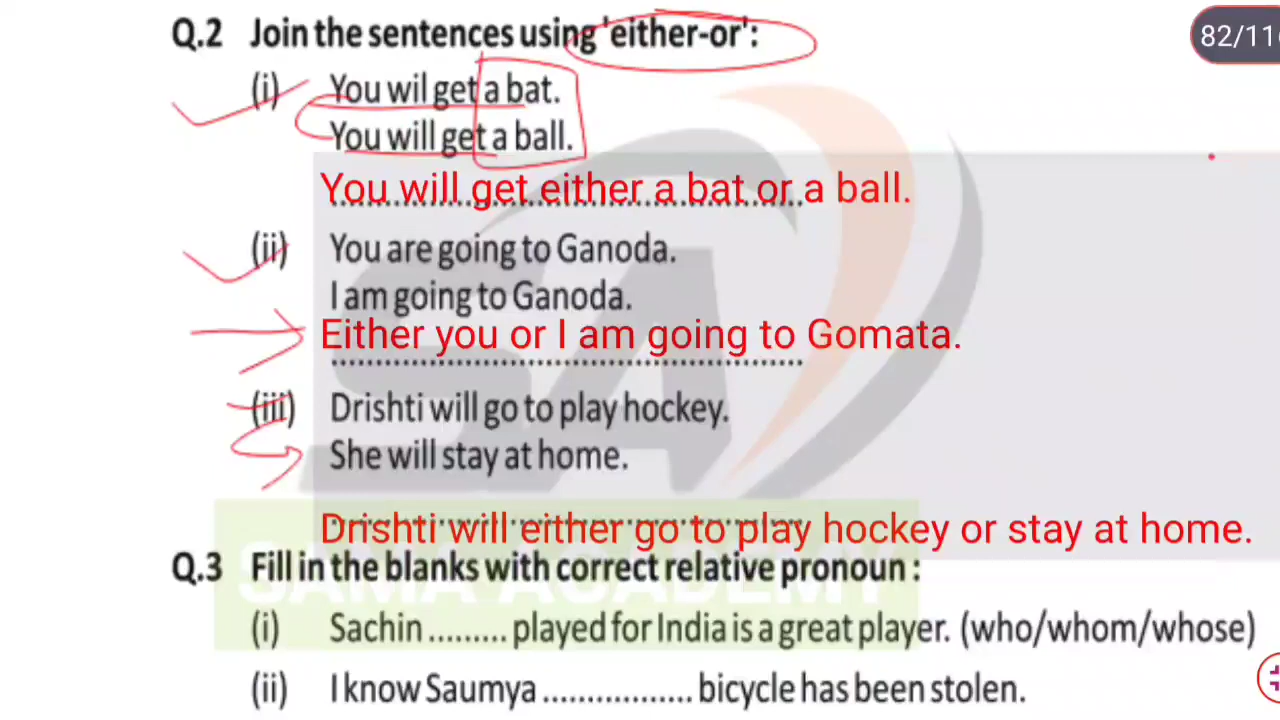 82/110
Q.2 Join the sentences using 'either-or':
(i) You wil get a bat.
You will get a ball.
You will get either a bat or a ball.
(ii) You are going to Ganoda.
I am going to Ganoda.
Either you or I am going to Gomata.
(iii) Drishti will go to play hockey.
She will stay at home.
Drishti will either go to play hockey or stay at home.
Q.3 Fill in the blanks with correct relative pronoun :
SAMA ACADEMY
(i) Sachin ......... played for India is a great player. (who/whom/whose)
(ii) I know Saumya ................. bicycle has been stolen.